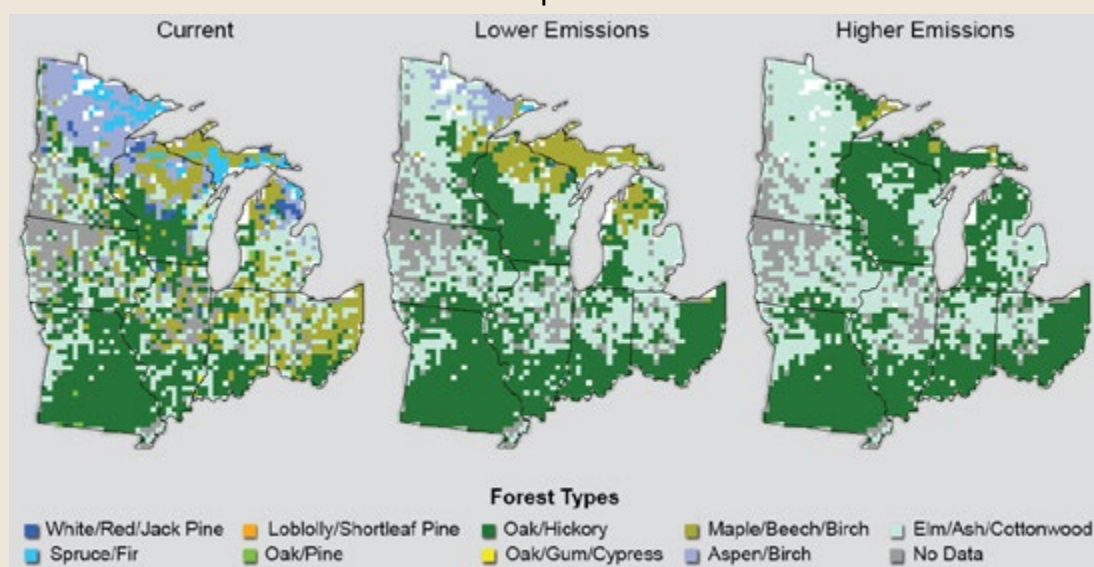 Current Lower Emissions Higher Emissions
Forest Types
White/Red/Jack Pine Loblolly/Shortleaf Pine Oak/Hickory Maple/Beech/Birch Elm/Ash/Cottonwood
Spruce/Fir Oak/Pine Oak/Gum/Cypress Aspen/Birch No Data